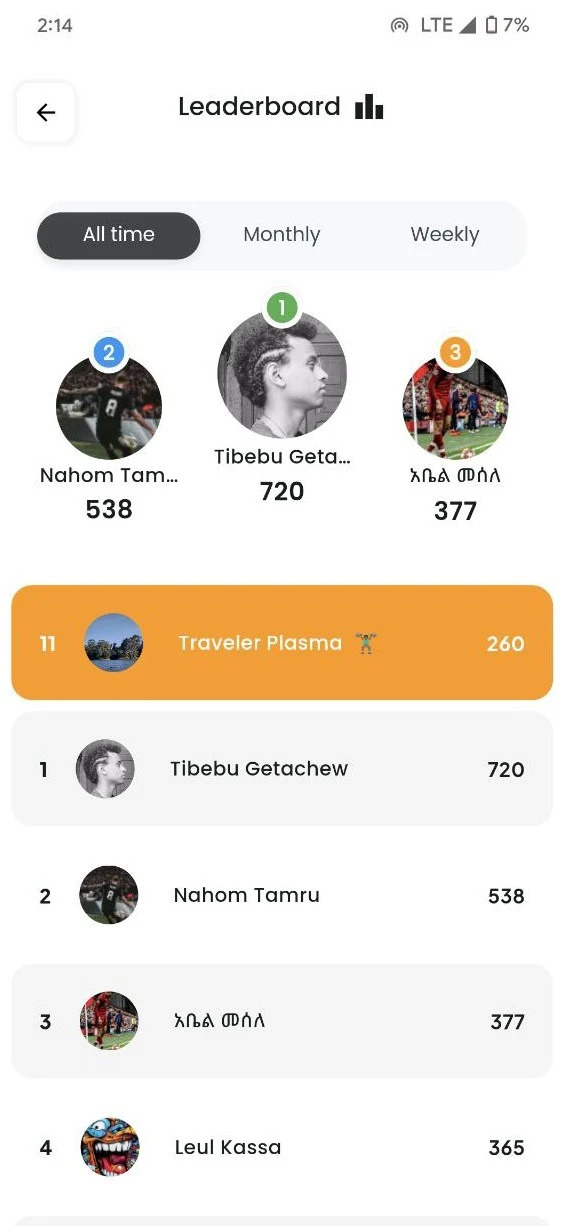 2:14 LTE 7%
Leaderboard
All time Monthly Weekly
1
2 3
8
Tibebu Geta...
Nahom Tam... አቤል መሰለ
720
538 377
11 Traveler Plasma 260
1 Tibebu Getachew 720
2 Nahom Tamru 538
3 አቤል መሰለ 377
4 Leul Kassa 365